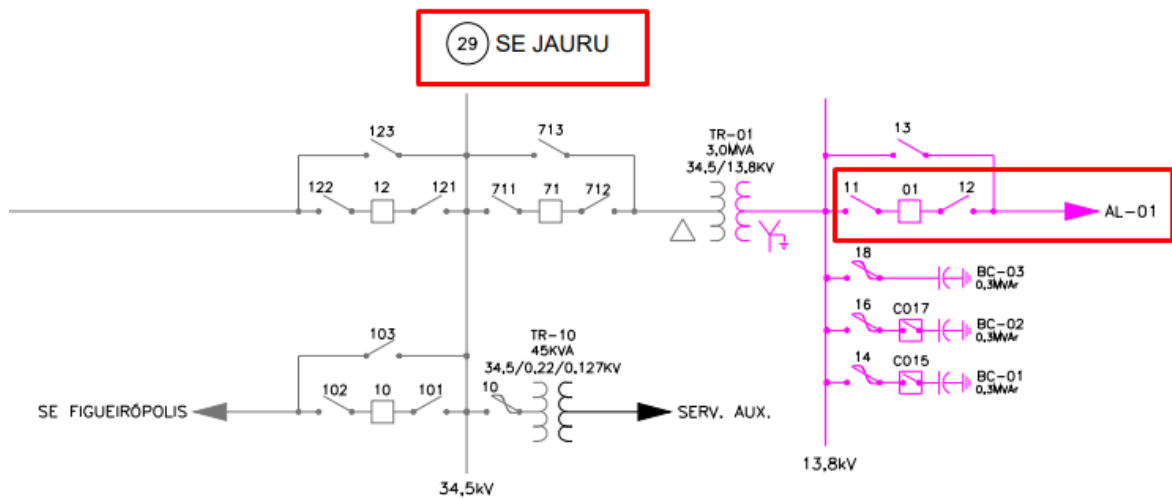 29 SE JAURU
123
713
TR-01
3,0MVA
34,5/13,8KV
13
122 12 121 711 71 712
11 01 12
AL-01
18
BC-03
0,3MVAr
16 C017
BC-02
0,3MVAr
14 C015
BC-01
0,3MVAr
103
TR-10
45KVA
34,5/0,22/0,127KV
102 10 101 10
SE FIGUEIRÓPOLIS
SERV. AUX.
13,8kV
34,5kV